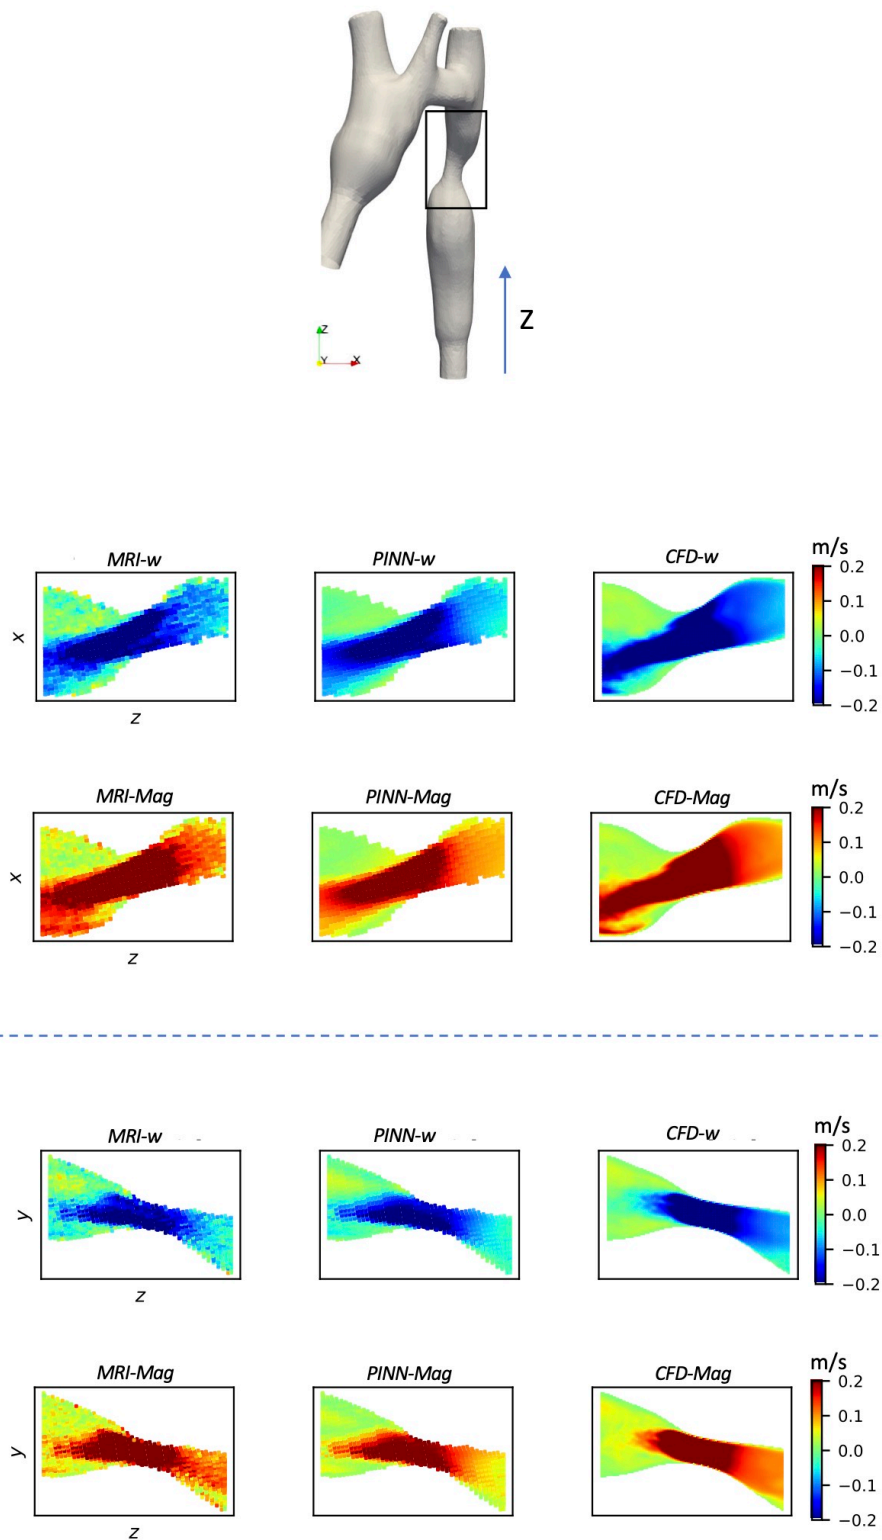 Z
Z
Y X
MRI-w PINN-w CFD-w m/s
0.2
0.1
x 0.0
−0.1
z −0.2
MRI-Mag PINN-Mag CFD-Mag m/s
0.2
0.1
x 0.0
−0.1
z −0.2
MRI-w PINN-w CFD-w m/s
0.2
0.1
y 0.0
−0.1
z −0.2
MRI-Mag PINN-Mag CFD-Mag m/s
0.2
0.1
y 0.0
−0.1
z −0.2